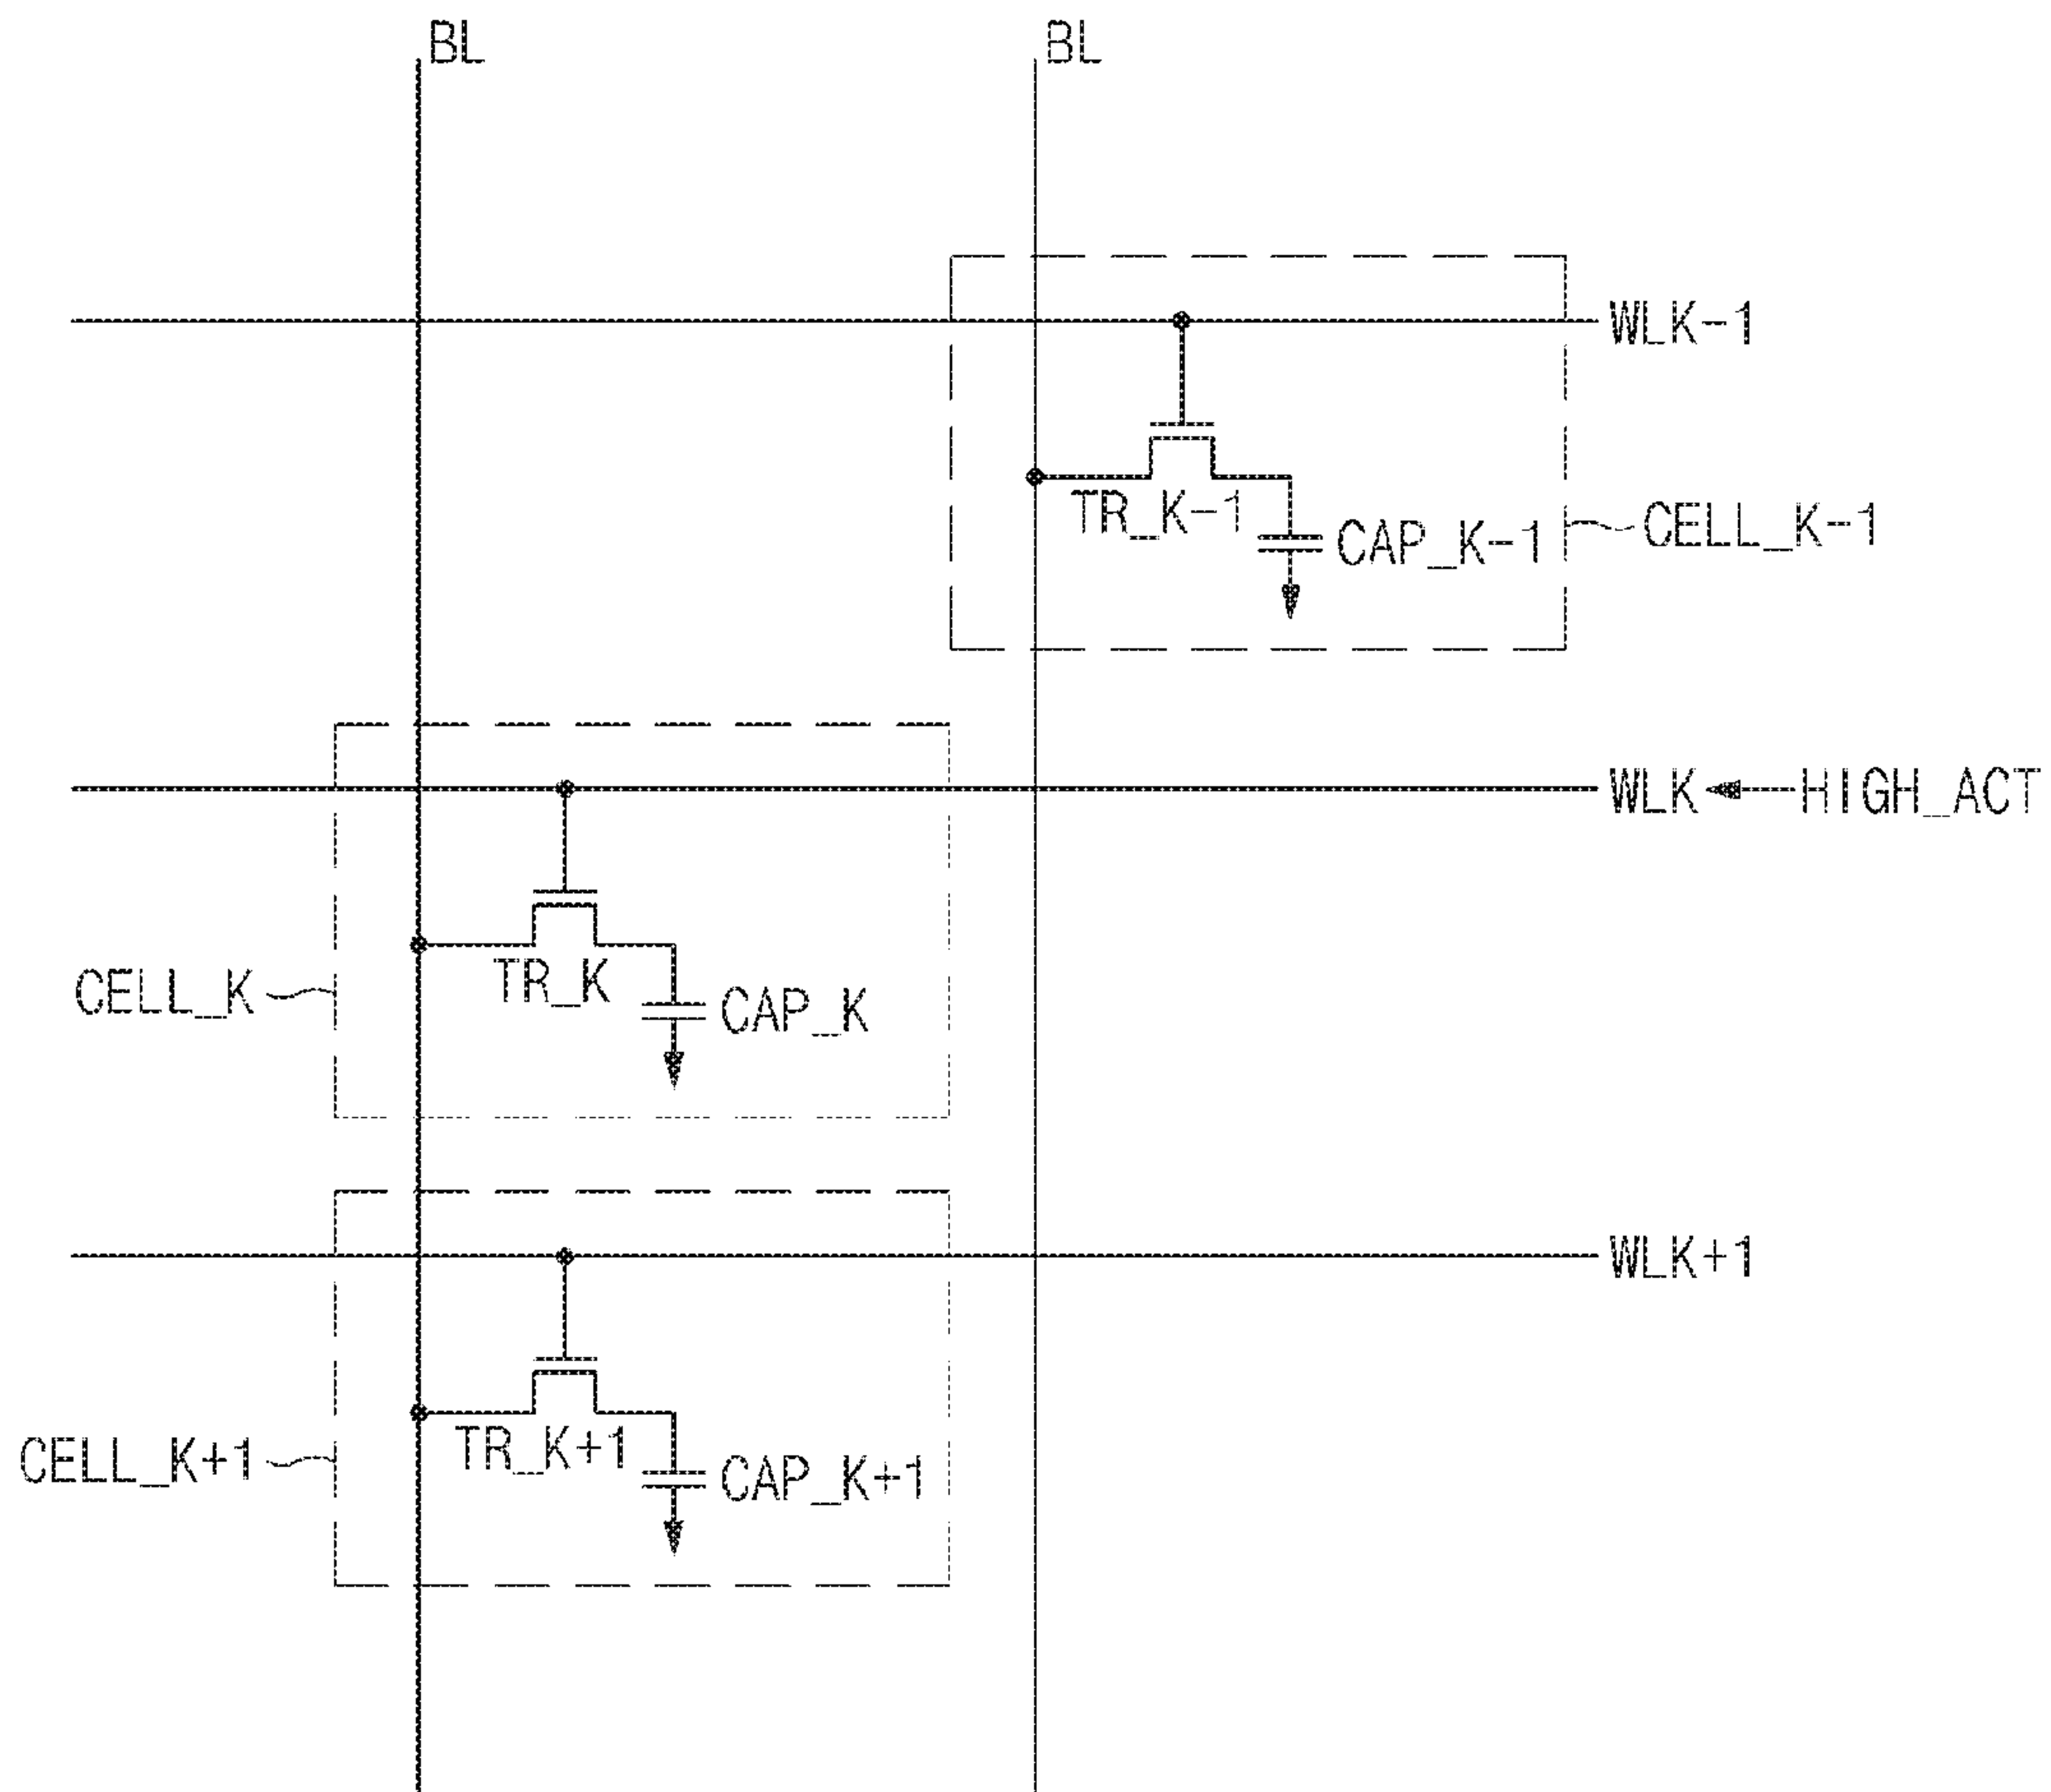 BL
BL
WLK-1
TR_K-1
CAP_K-1
CELL_K-1
WLK
HIGH_ACT
CELL_K
TR_K
CAP_K
WLK+1
CELL_K+1
TR_K+1
CAP_K+1